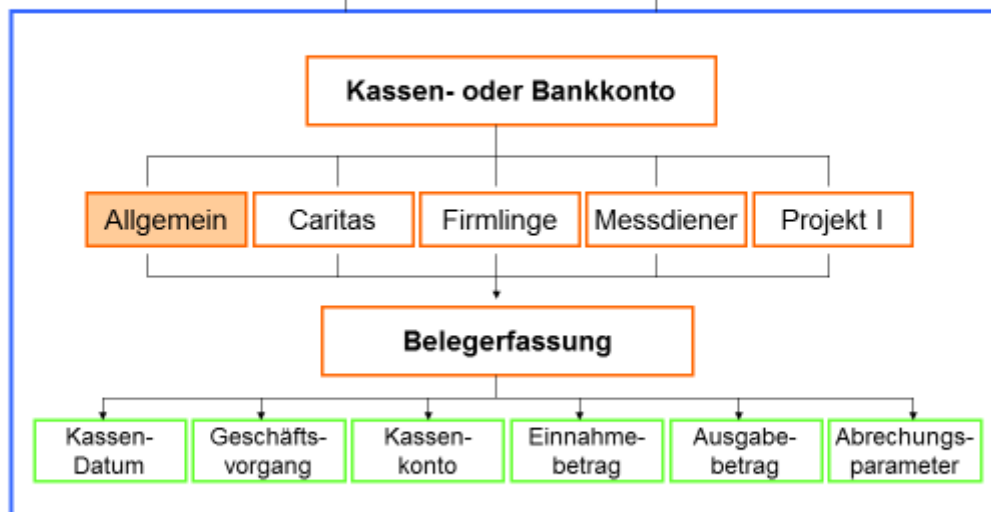 Kassen- oder Bankkonto
Allgemein
Caritas
Firmlinge
Messdiener
Projekt I
Belegerfassung
Kassen-
Datum
Geschäfts-
vorgang
Kassen-
konto
Einnahme-
betrag
Ausgabe-
betrag
Abrechungs-
parameter